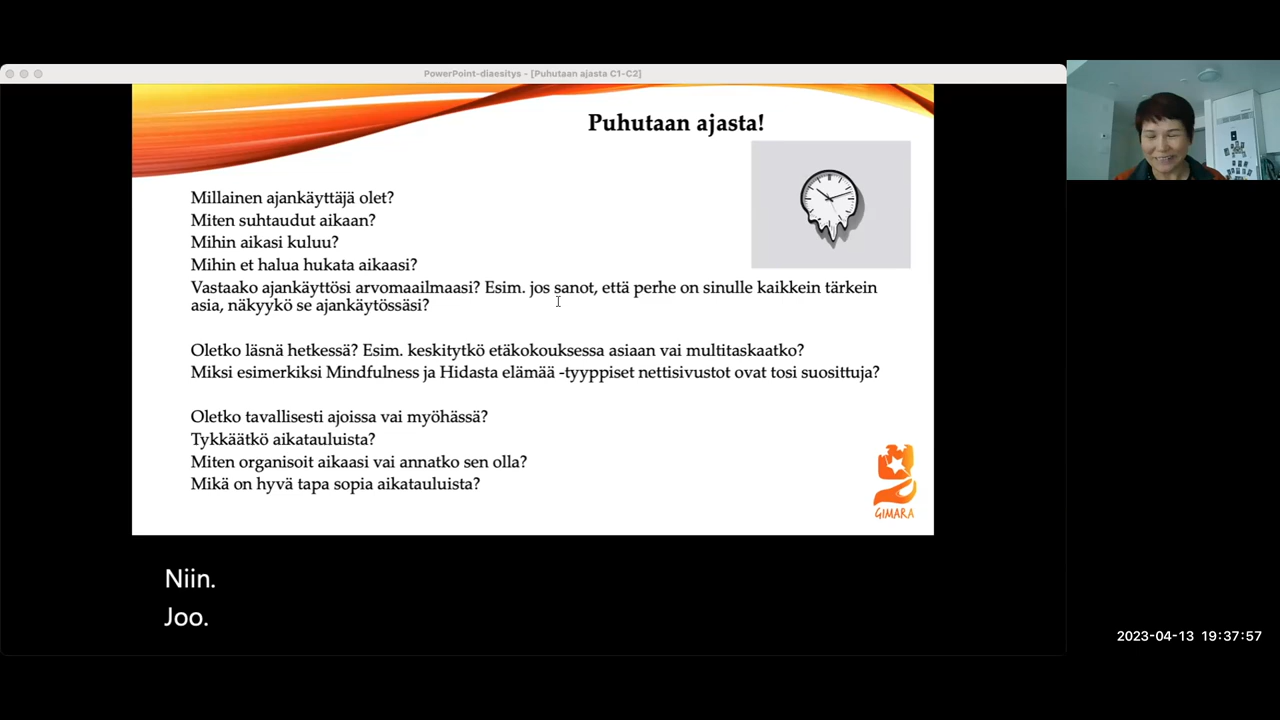 PowerPoint-diaesitys - [Puhutaan ajasta C1-C2]
Puhutaan ajasta!
Millainen ajankäyttäjä olet?
Miten suhtaudut aikaan?
Mihin aikasi kuluu?
Mihin et halua hukata aikaasi?
Vastaako ajankäyttösi arvomaailmaasi? Esim. jos sanot, että perhe on sinulle kaikkein tärkein
asia, näkyykö se ajankäytössäsi?
Oletko läsnä hetkessä? Esim. keskitytkö etäkokouksessa asiaan vai multitaskaatko?
Miksi esimerkiksi Mindfulness ja Hidasta elämää -tyyppiset nettisivustot ovat tosi suosittuja?
Oletko tavallisesti ajoissa vai myöhässä?
Tykkäätkö aikatauluista?
Miten organisoit aikaasi vai annatko sen olla?
Mikä on hyvä tapa sopia aikatauluista?
GIMARA
Niin.
Joo.
2023-04-13 19:37:57